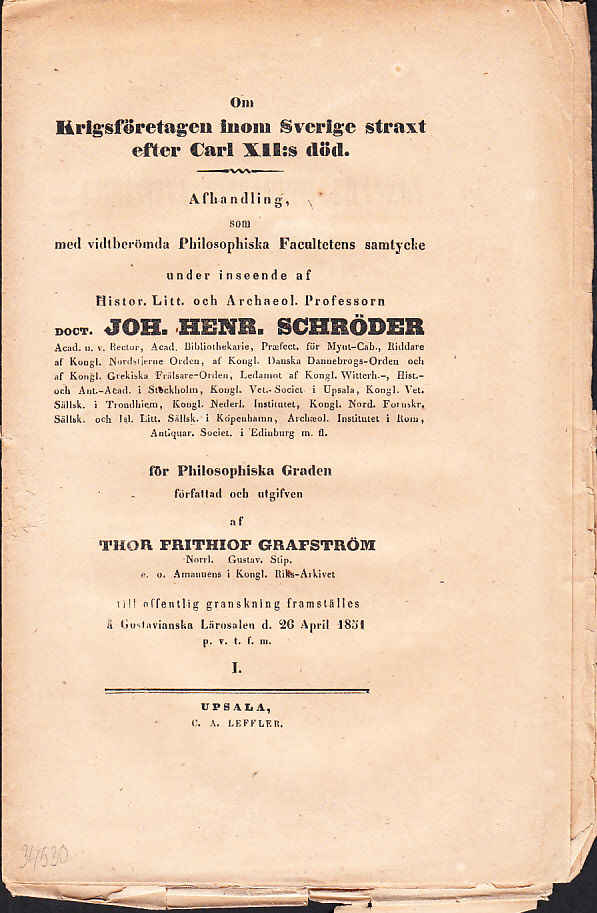 Om
Krigsföretagen inom Sverige straxt
efter Carl XII:s död.
Afhandling,
som
med vidtberömda Philosophiska Facultetens samtycke
under inseende af
Histor. Litt. och Archaeol. Professorn
DOCT. JOH. HENR. SCHRÖDER
Acad. n. v. Rector, Acad. Bibliothekarie, Præfect. för Mynt-Cab., Riddare
af Kongl. Nordstjerne Orden, af Kongl. Danska Dannebrogs-Orden och
af Kongl. Grekiska Frälsare-Orden, Ledamot af Kongl. Witterh.-, Hist.-
och Ant.-Acad. i Stockholm, Kongl. Vet.-Societ. i Upsala, Kongl. Vet.
Sällsk. i Trondhiem, Kongl. Nederl. Institutet, Kongl. Nord. Fornskr.
Sällsk. och Isl. Litt. Sällsk. i Köpenhamn, Archæol. Institutet i Rom,
Antiquar. Societ. i Edinburg m. fl.
för Philosophiska Graden
författad och utgifven
af
THOR FRITHIOF GRAFSTRÖM
Norrl. Gustav. Stip.
e. o. Amanuens i Kongl. Riks-Arkivet
till offentlig granskning framställes
å Gustavianska Lärosalen d. 26 April 1851
p. v. t. f. m.
I.
UPSALA,
C. A. LEFFLER.
34530